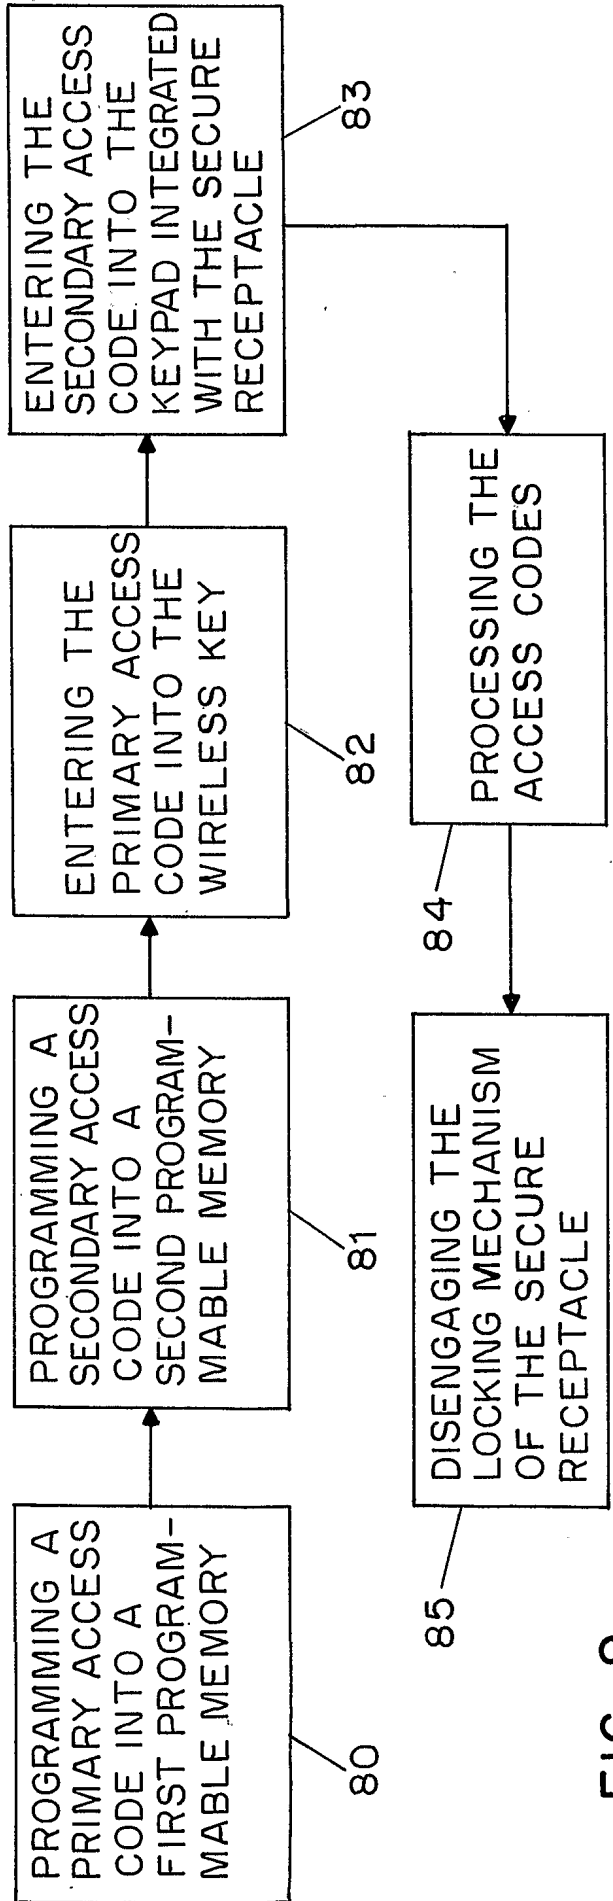 PROGRAMMING A
PRIMARY ACCESS
CODE INTO A
FIRST PROGRAM-
MABLE MEMORY
80
PROGRAMMING A
SECONDARY ACCESS
CODE INTO A
SECOND PROGRAM-
MABLE MEMORY
81
ENTERING THE
PRIMARY ACCESS
CODE INTO THE
WIRELESS KEY
82
ENTERING THE
SECONDARY ACCESS
CODE INTO THE
KEYPAD INTEGRATED
WITH THE SECURE
RECEPTACLE
83
PROCESSING THE
ACCESS CODES
84
DISENGAGING THE
LOCKING MECHANISM
OF THE SECURE
RECEPTACLE
85
FIG